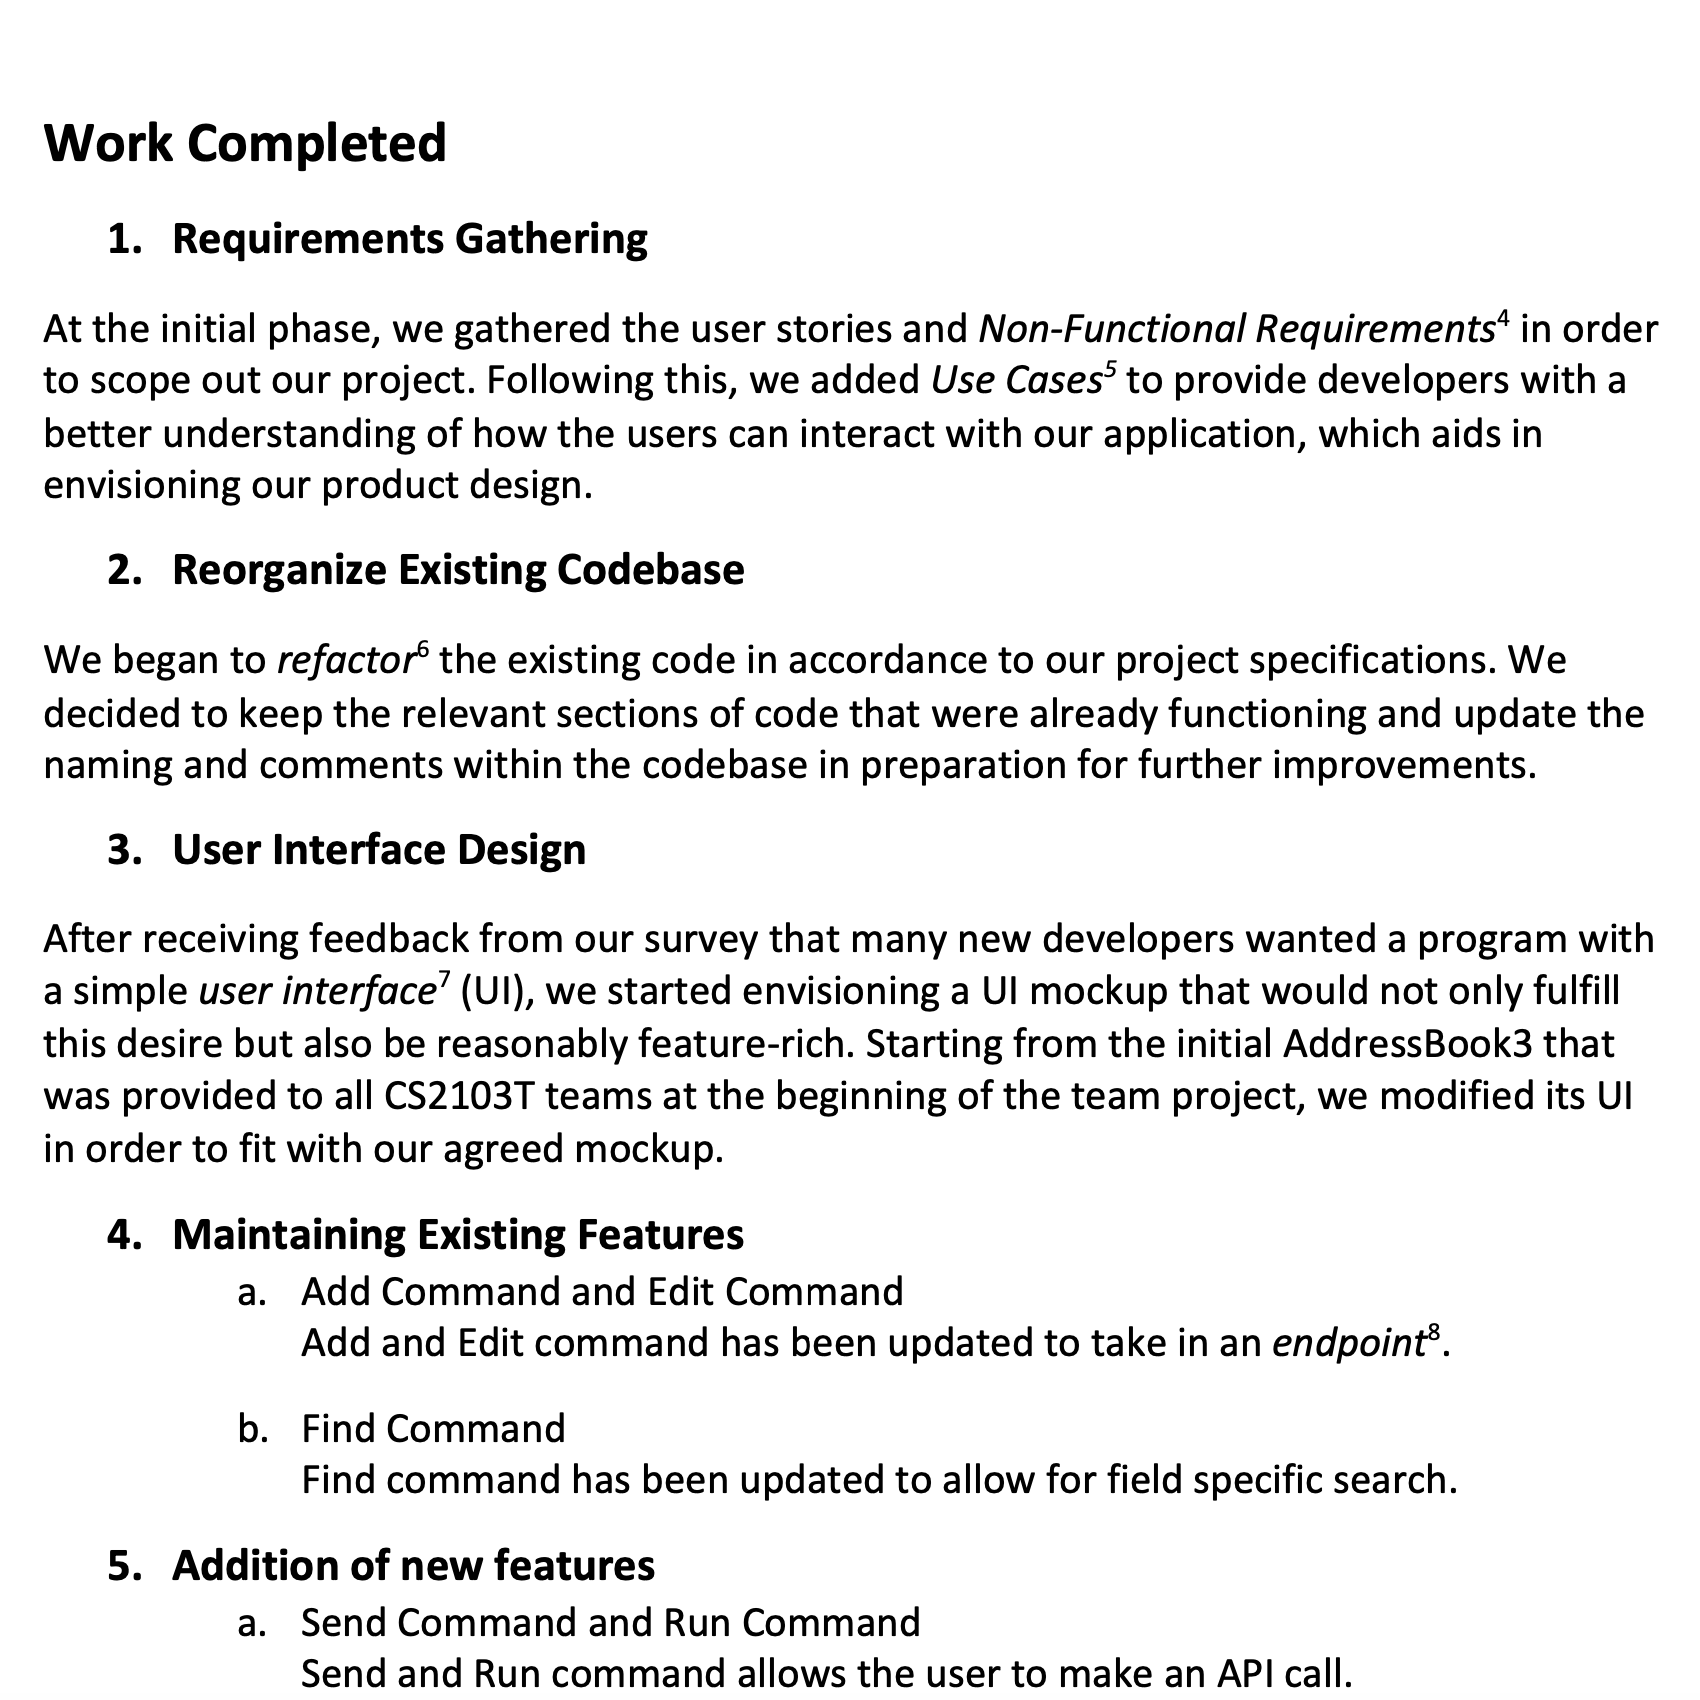 Work Completed
1. Requirements Gathering
At the initial phase, we gathered the user stories and Non-Functional Requirements⁴ in order
to scope out our project. Following this, we added Use Cases⁵ to provide developers with a
better understanding of how the users can interact with our application, which aids in
envisioning our product design.
2. Reorganize Existing Codebase
We began to refactor⁶ the existing code in accordance to our project specifications. We
decided to keep the relevant sections of code that were already functioning and update the
naming and comments within the codebase in preparation for further improvements.
3. User Interface Design
After receiving feedback from our survey that many new developers wanted a program with
a simple user interface⁷ (UI), we started envisioning a UI mockup that would not only fulfill
this desire but also be reasonably feature-rich. Starting from the initial AddressBook3 that
was provided to all CS2103T teams at the beginning of the team project, we modified its UI
in order to fit with our agreed mockup.
4. Maintaining Existing Features
a. Add Command and Edit Command
Add and Edit command has been updated to take in an endpoint⁸.
b. Find Command
Find command has been updated to allow for field specific search.
5. Addition of new features
a. Send Command and Run Command
Send and Run command allows the user to make an API call.